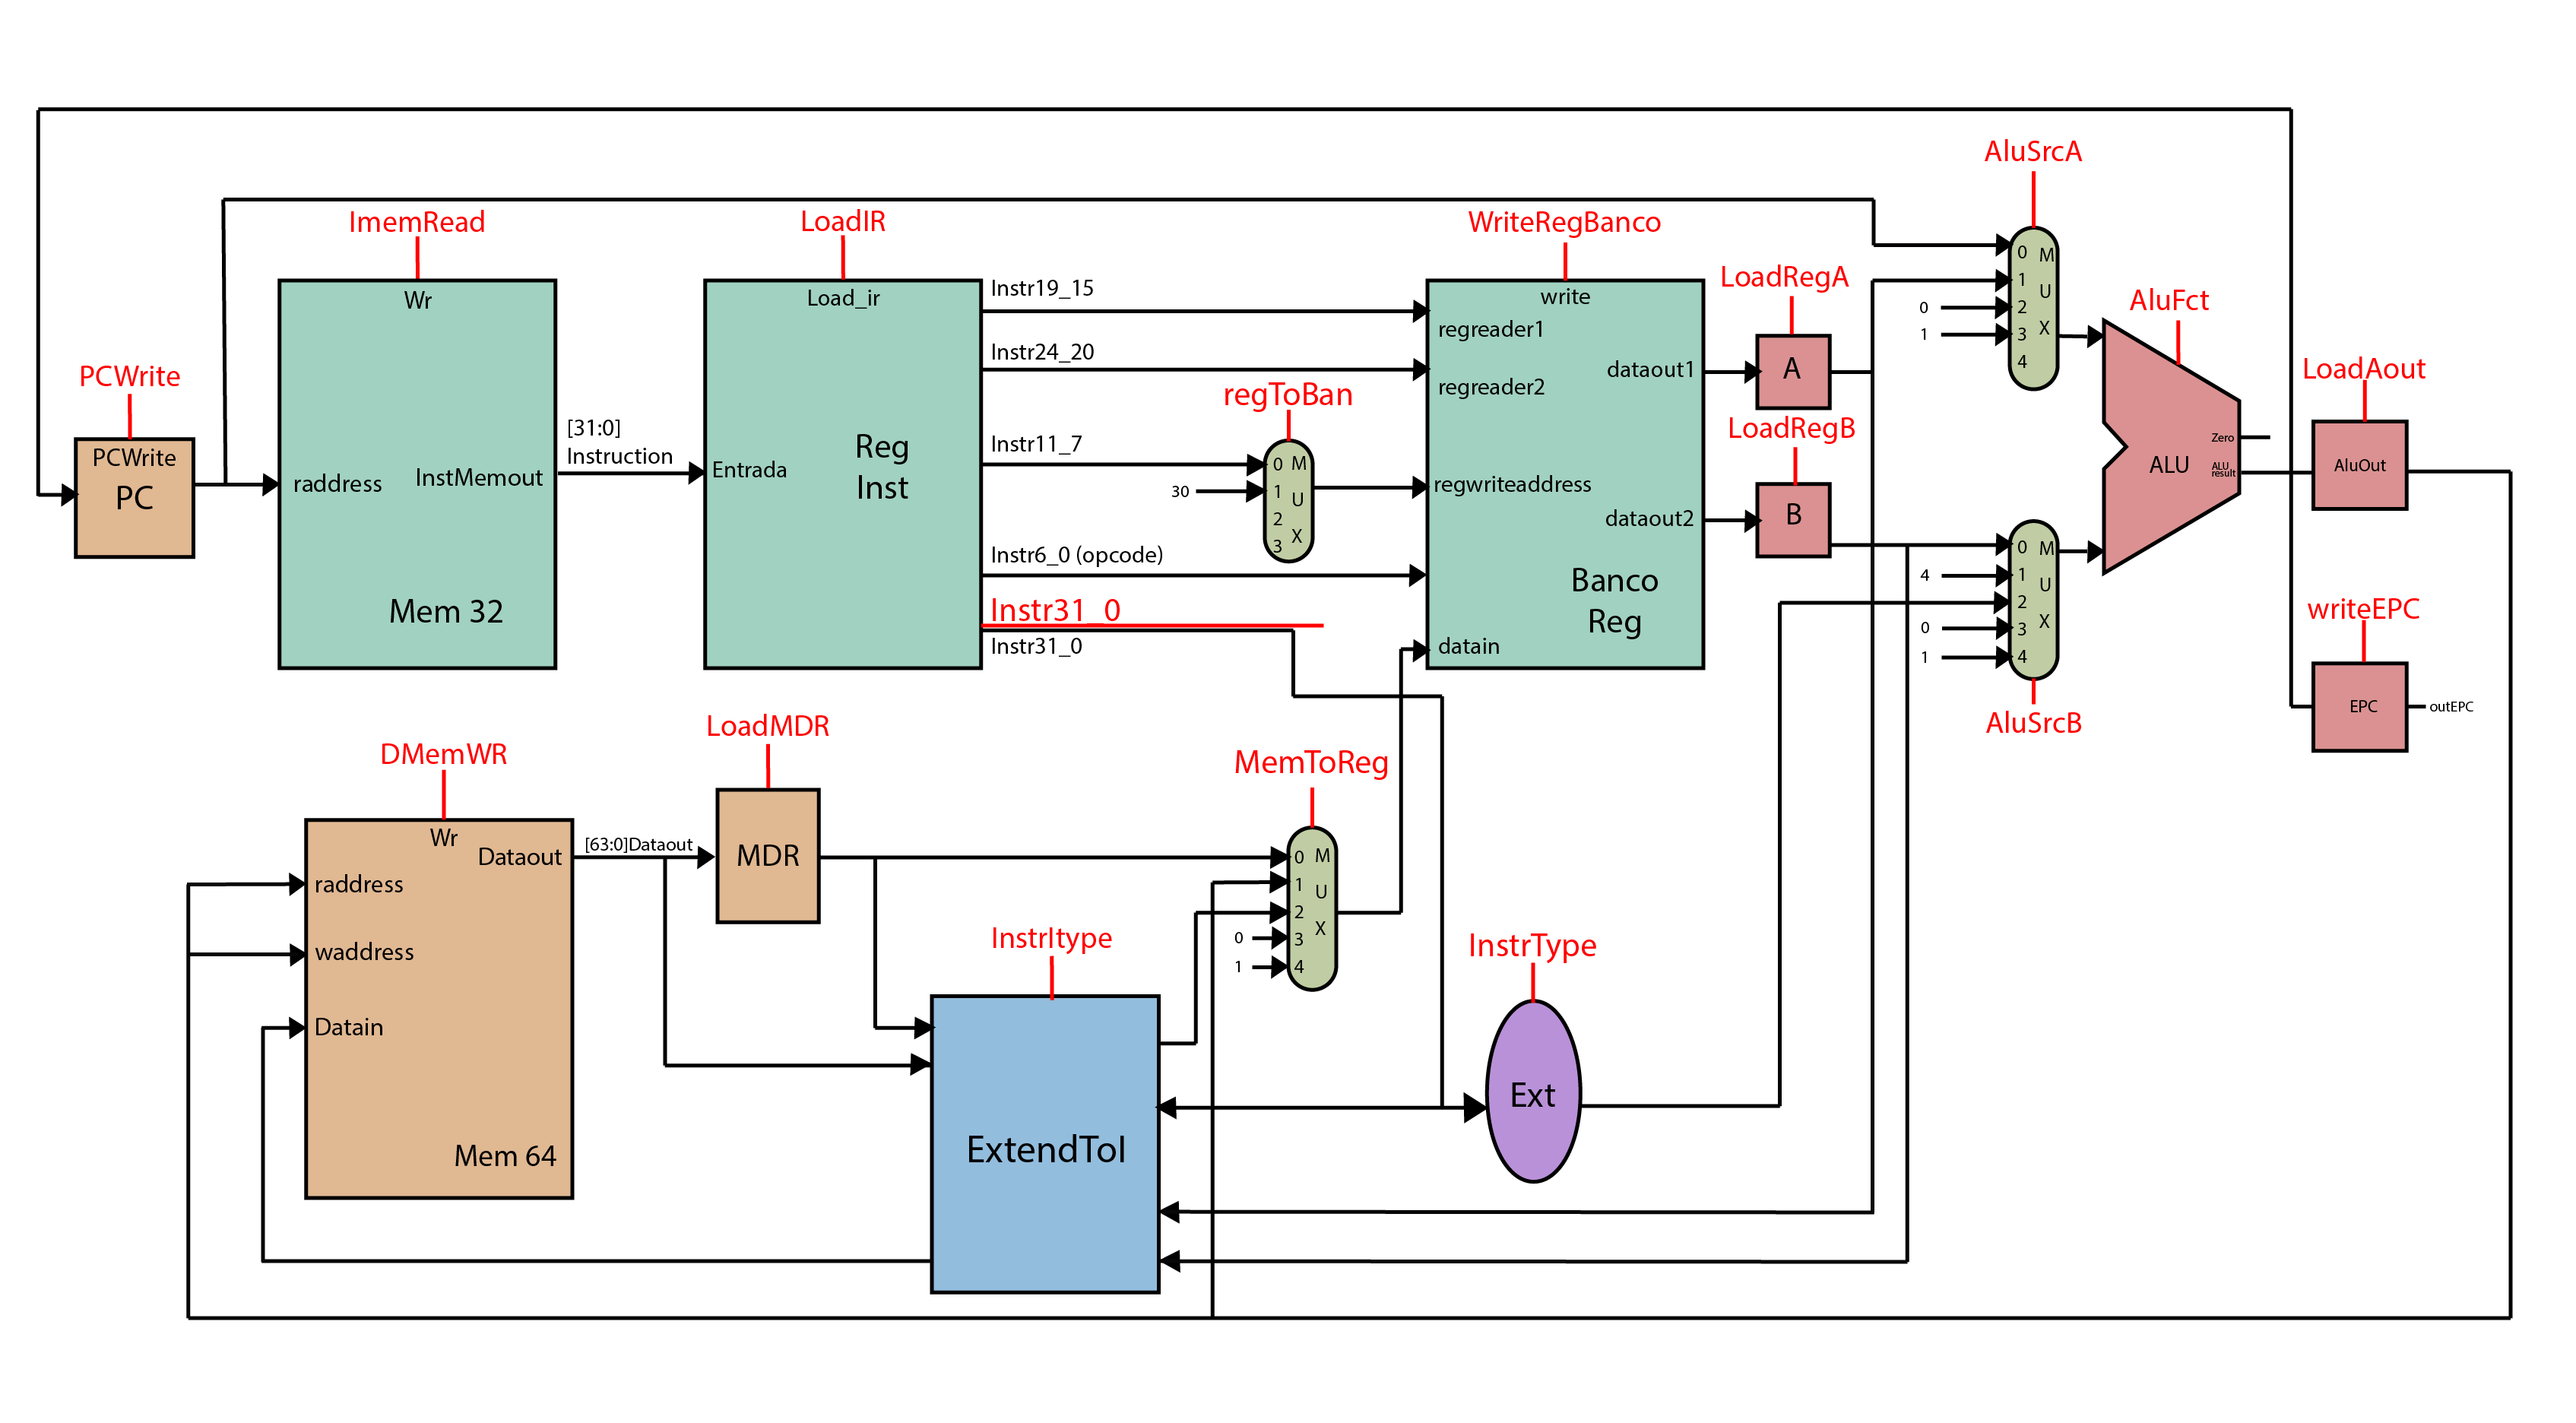 AluSrcA
ImemRead
LoadIR
WriteRegBanco
LoadRegA
AluFct
PCWrite
LoadAout
PCWrite
PC
Wr
raddress
InstMemout
Mem 32
[31:0]
Instruction
Load_ir
Entrada
Reg
Inst
Instr19_15
Instr24_20
Instr11_7
30
Instr6_0 (opcode)
Instr31_0
Instr31_0
regToBan
0 M
1
U
2
X
3
write
regreader1
regreader2
regwriteaddress
datain
dataout1
dataout2
Banco
Reg
A
LoadRegB
B
0
1
0 M
1
U
2
3 X
4
4
0
1
0 M
1 U
2
3 X
4
AluSrcB
ALU
Zero
ALU
result
AluOut
writeEPC
EPC
outEPC
DMemWR
Wr
Dataout
raddress
waddress
Datain
Mem 64
[63:0]Dataout
LoadMDR
MDR
MemToReg
0
1
0 M
1 U
2
X
3
4
InstrItype
ExtendToI
InstrType
Ext